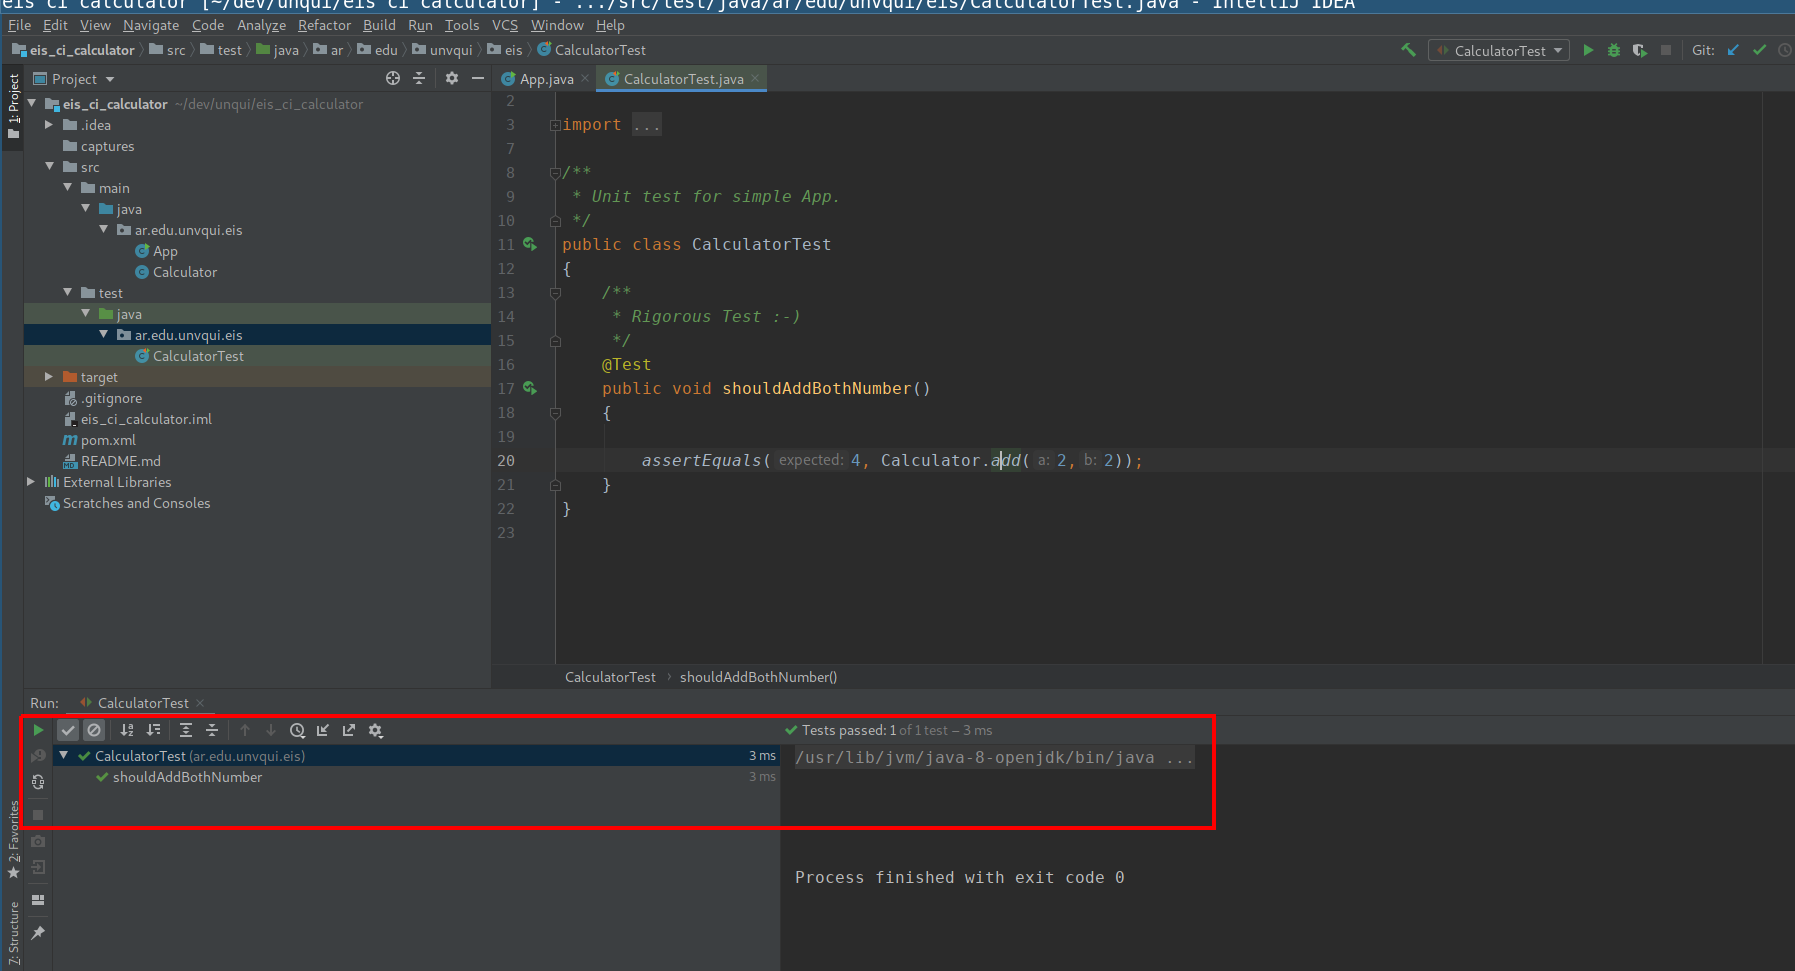 eis ci calculator [~/dev/unqui/eis ci calculator] - .../src/test/java/ar/edu/unvqui/eis/CalculatorTest.java - IntelliJ IDEA
File Edit View Navigate Code Analyze Refactor Build Run Tools VCS Window Help
eis_ci_calculator src test java ar edu unvqui eis CalculatorTest
CalculatorTest Git:
1: Project
Project
App.java
CalculatorTest.java
eis_ci_calculator ~/dev/unqui/eis_ci_calculator
.idea
captures
src
main
java
ar.edu.unvqui.eis
App
Calculator
test
java
ar.edu.unvqui.eis
CalculatorTest
target
.gitignore
eis_ci_calculator.iml
pom.xml
README.md
External Libraries
Scratches and Consoles
2
3 import ...
7
8 /**
9 * Unit test for simple App.
10 */
11 public class CalculatorTest
12 {
13 /**
14 * Rigorous Test :-)
15 */
16 @Test
17 public void shouldAddBothNumber()
18 {
19
20 assertEquals( expected: 4, Calculator.add( a: 2, b: 2));
21 }
22 }
23
CalculatorTest › shouldAddBothNumber()
Run: CalculatorTest
Tests passed: 1 of 1 test – 3 ms
CalculatorTest (ar.edu.unvqui.eis) 3 ms
shouldAddBothNumber 3 ms
/usr/lib/jvm/java-8-openjdk/bin/java ...
Process finished with exit code 0
2: Favorites
7: Structure